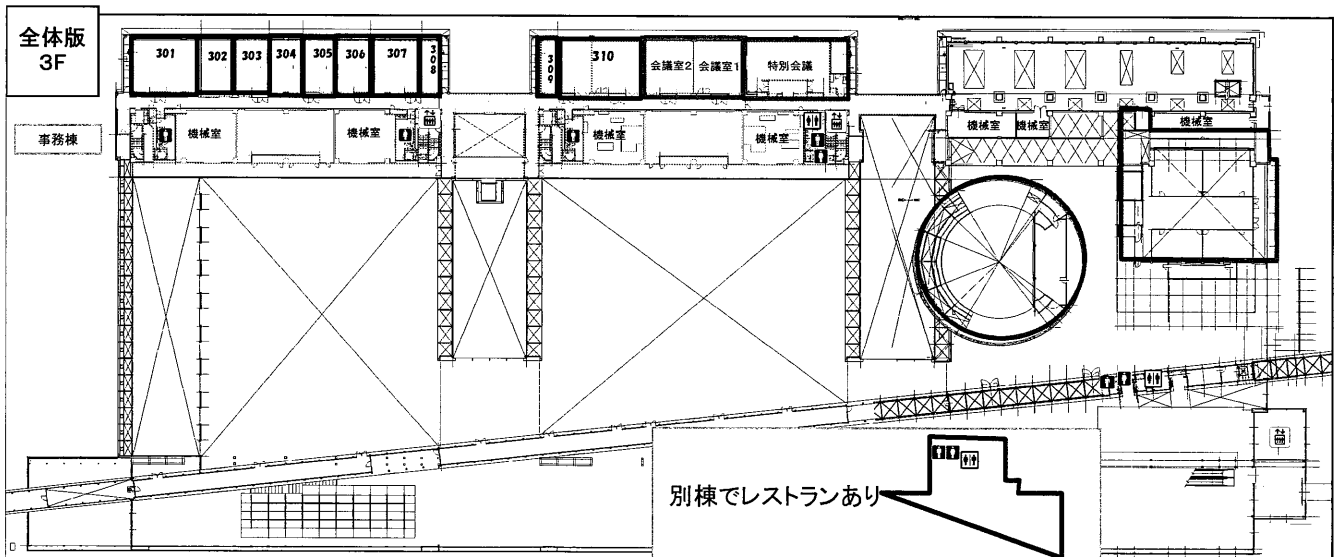 全体版
3F
301
302
303
304
305
306
307
308
309
310
会議室2
会議室1
特別会議
事務棟
機械室
機械室
機械室
機械室
機械室
機械室
機械室
別棟でレストランあり